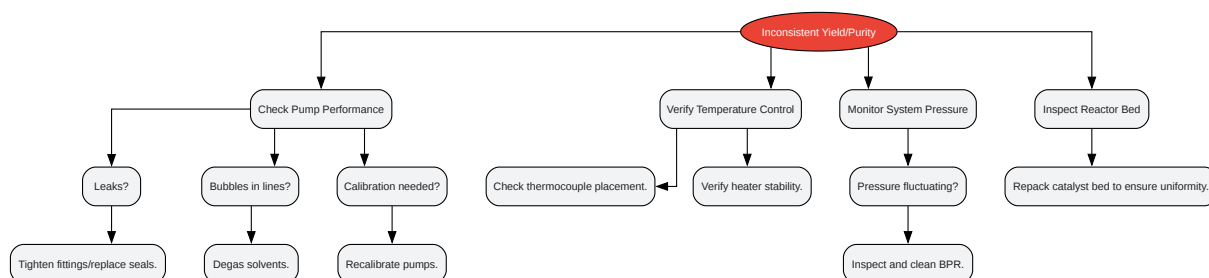 Inconsistent Yield/Purity
Check Pump Performance
Verify Temperature Control
Monitor System Pressure
Inspect Reactor Bed
Leaks?
Bubbles in lines?
Calibration needed?
Check thermocouple placement.
Verify heater stability.
Pressure fluctuating?
Repack catalyst bed to ensure uniformity.
Tighten fittings/replace seals.
Degas solvents.
Recalibrate pumps.
Inspect and clean BPR.